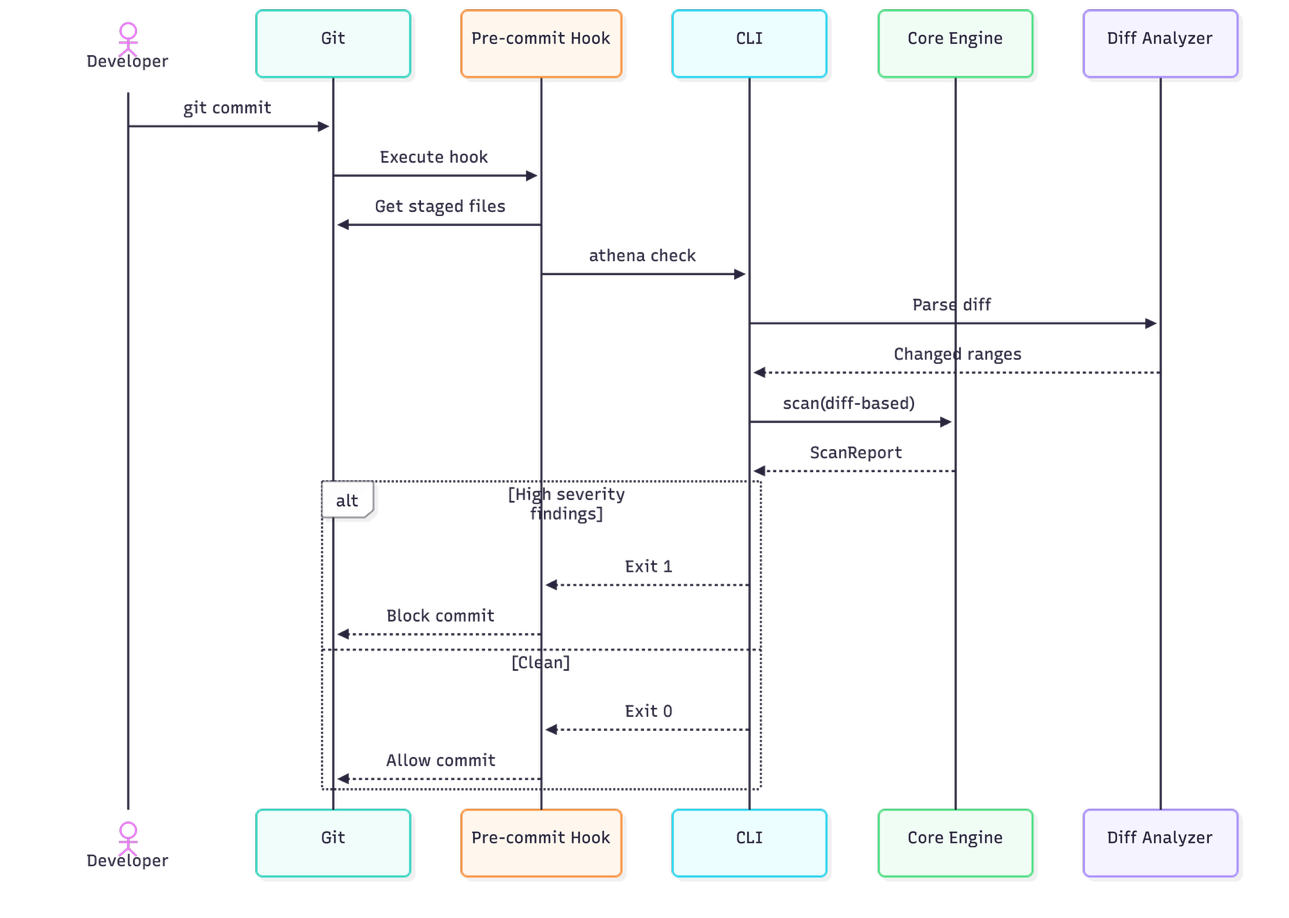 Developer
Git
Pre-commit Hook
CLI
Core Engine
Diff Analyzer
git commit
Execute hook
Get staged files
athena check
Parse diff
Changed ranges
scan(diff-based)
ScanReport
alt
[High severity
findings]
Exit 1
Block commit
[Clean]
Exit 0
Allow commit
Developer
Git
Pre-commit Hook
CLI
Core Engine
Diff Analyzer